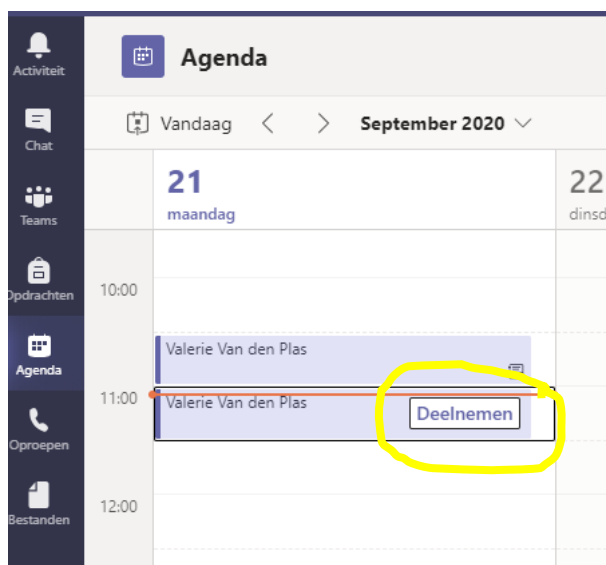 Activiteit
Chat
Teams
Opdrachten
Agenda
Oproepen
Bestanden
Agenda
Vandaag September 2020
21 22
maandag dinsd
10:00
Valerie Van den Plas
11:00 Valerie Van den Plas Deelnemen
12:00